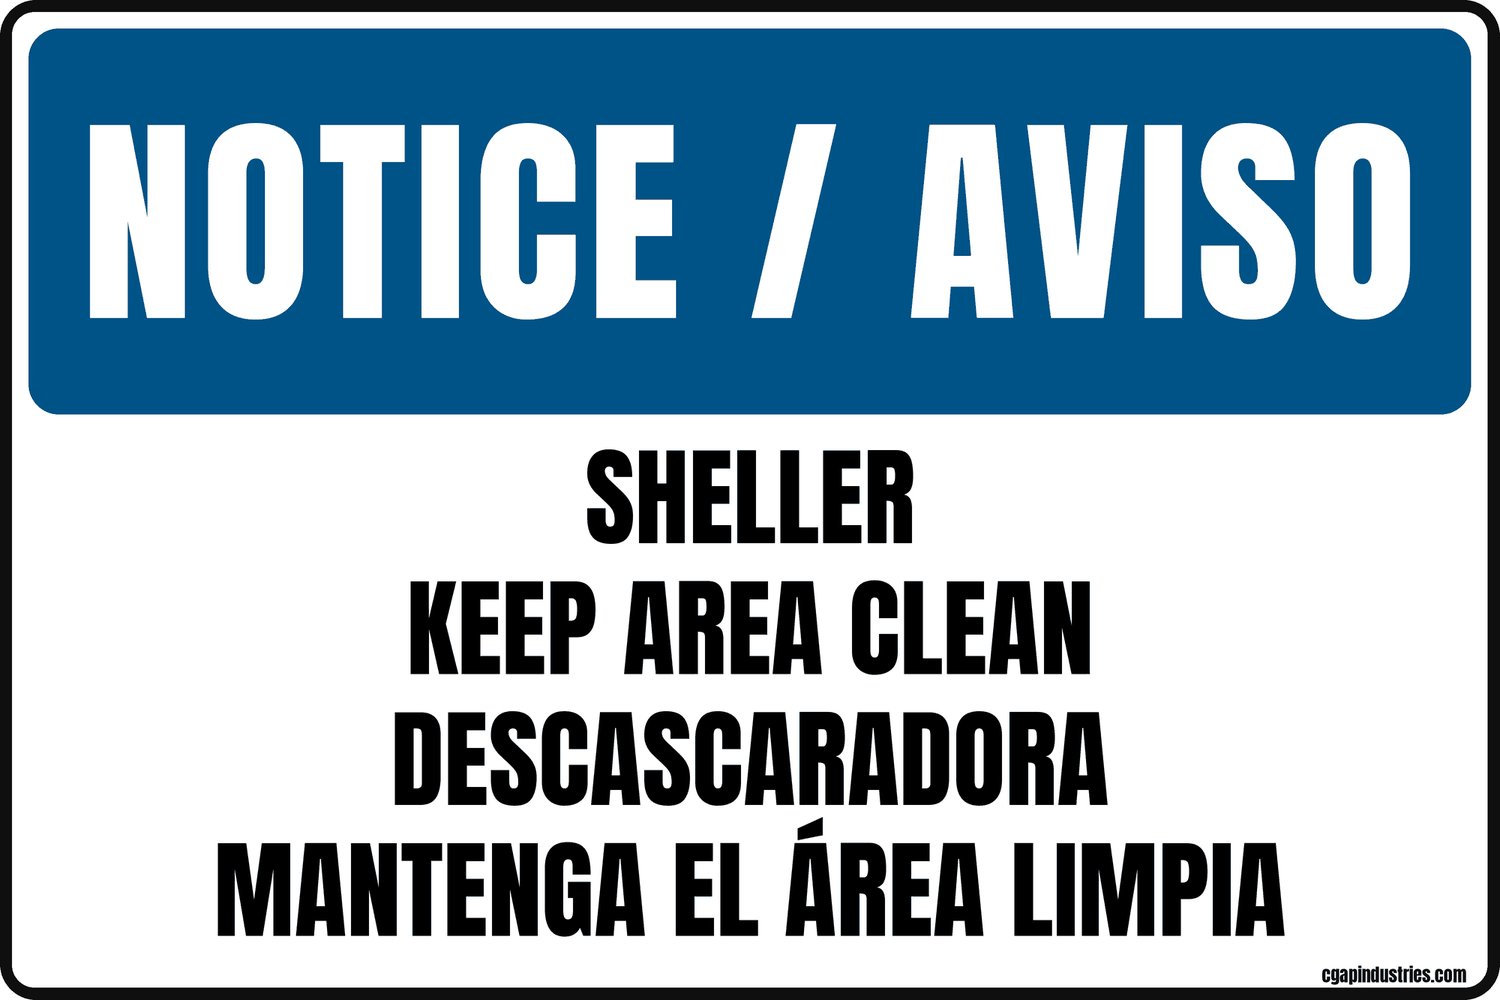 NOTICE / AVISO
SHELLER
KEEP AREA CLEAN
DESCASCARADORA
MANTENGA EL ÁREA LIMPIA
cgapindustries.com